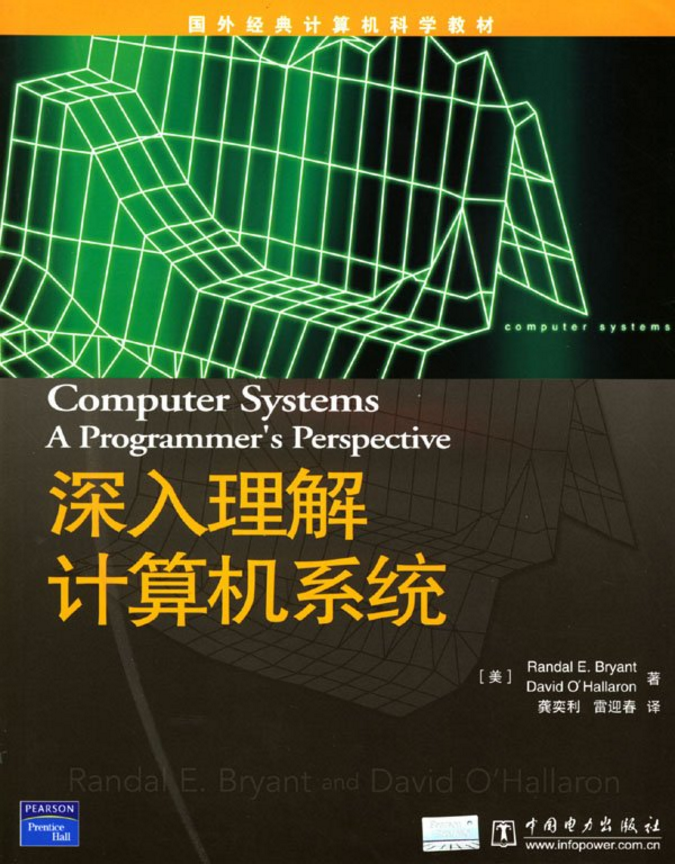 国外经典计算机科学教材
computer systems
Computer Systems
A Programmer's Perspective
深入理解
计算机系统
[美] Randal E. Bryant
David O'Hallaron 著
龚奕利 雷迎春 译
Randal E. Bryant and David O'Hallaron
PEARSON
Prentice
Hall
中国电力出版社
www.infopower.com.cn